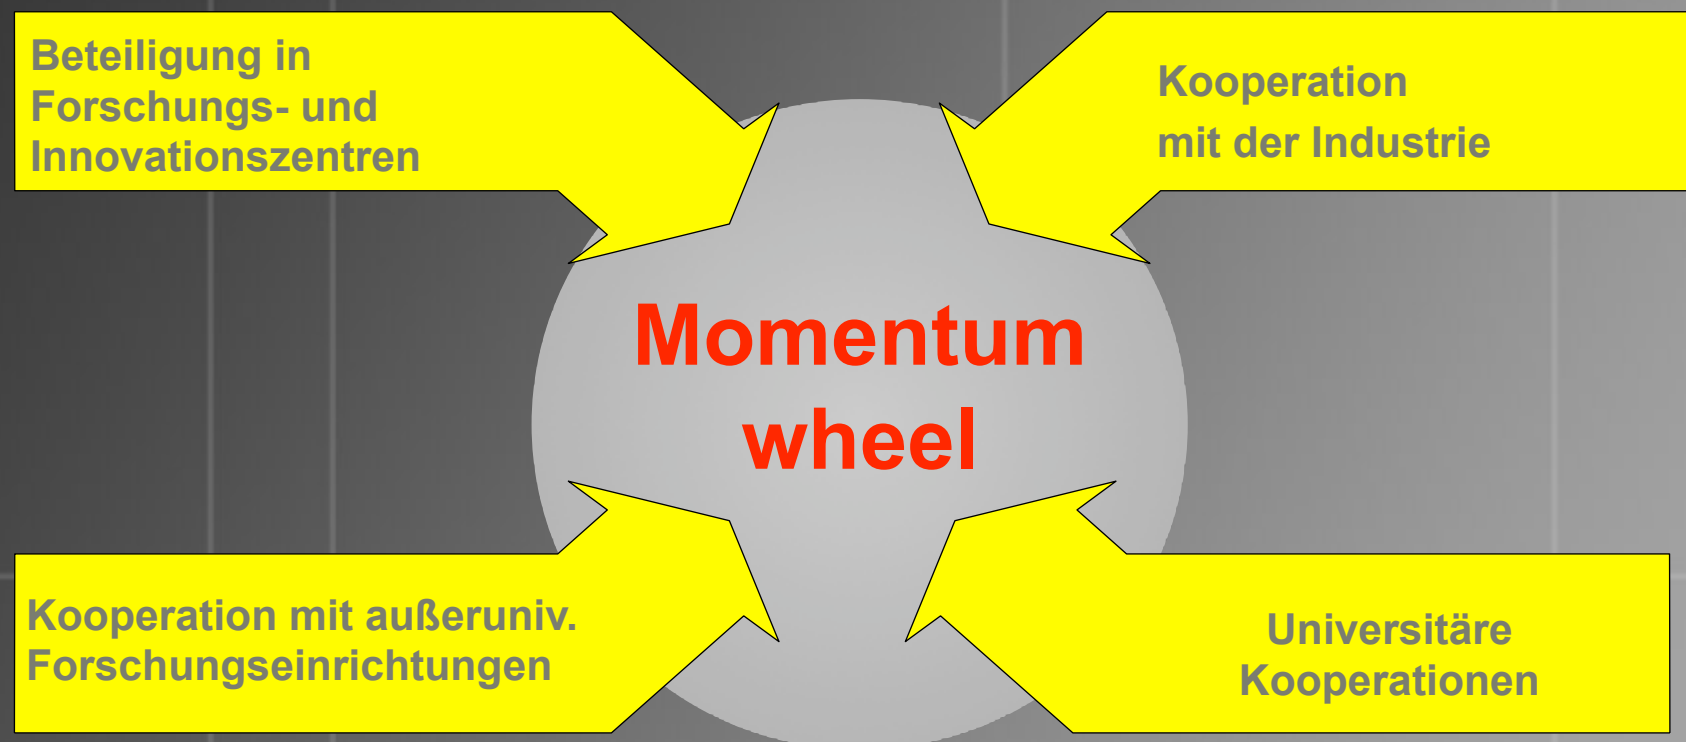 Beteiligung in
Forschungs- und
Innovationszentren
Kooperation
mit der Industrie
Momentum
wheel
Kooperation mit außeruniv.
Forschungseinrichtungen
Universitäre
Kooperationen